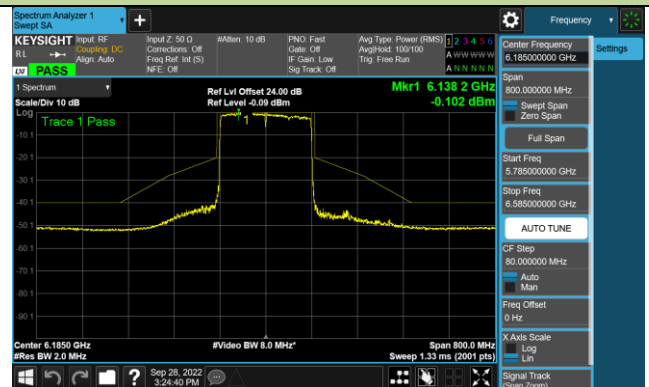 Spectrum Analyzer 1
Swept SA
Frequency
KEYSIGHT
RL
LXI
PASS
Input: RF
Coupling: DC
Align: Auto
Input Z: 50 Ω
Corrections: Off
Freq Ref: Int (S)
NFE: Off
#Atten: 10 dB
PNO: Fast
Gate: Off
IF Gain: Low
Sig Track: Off
Avg Type: Power (RMS)
Avg|Hold: 100/100
Trig: Free Run
1 2 3 4 5 6
A W W W W W
A N N N N N
1 Spectrum
Scale/Div 10 dB
Log
Ref Lvl Offset 24.00 dB
Ref Level -0.09 dBm
Mkr1 6.138 2 GHz
-0.102 dBm
Trace 1 Pass
1
-10.1
-20.1
-30.1
-40.1
-50.1
-60.1
-70.1
-80.1
-90.1
Center 6.1850 GHz
#Res BW 2.0 MHz
#Video BW 8.0 MHz*
Span 800.0 MHz
Sweep 1.33 ms (2001 pts)
Sep 28, 2022
3:24:40 PM
Center Frequency
6.185000000 GHz
Span
800.000000 MHz
Swept Span
Zero Span
Full Span
Start Freq
5.785000000 GHz
Stop Freq
6.585000000 GHz
AUTO TUNE
CF Step
80.000000 MHz
Auto
Man
Freq Offset
0 Hz
X Axis Scale
Log
Lin
Signal Track
(Span Zoom)
Settings